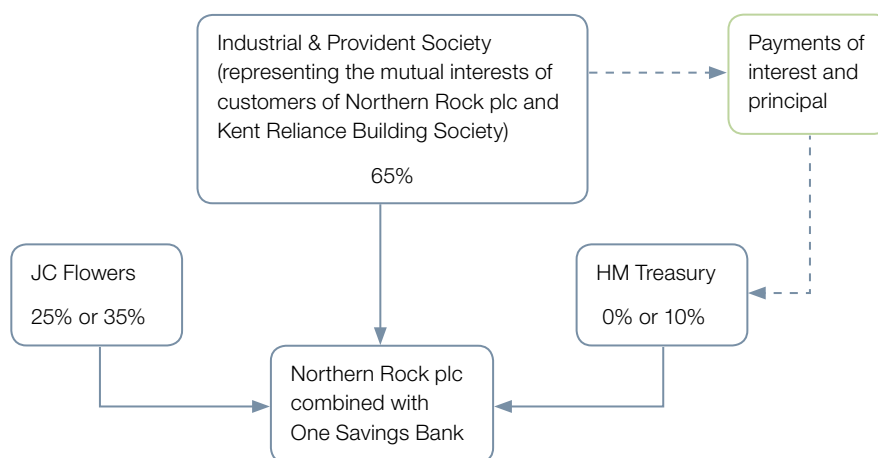 Industrial & Provident Society
(representing the mutual interests of
customers of Northern Rock plc and
Kent Reliance Building Society)
65%
Payments of
interest and
principal
JC Flowers
25% or 35%
HM Treasury
0% or 10%
Northern Rock plc
combined with
One Savings Bank